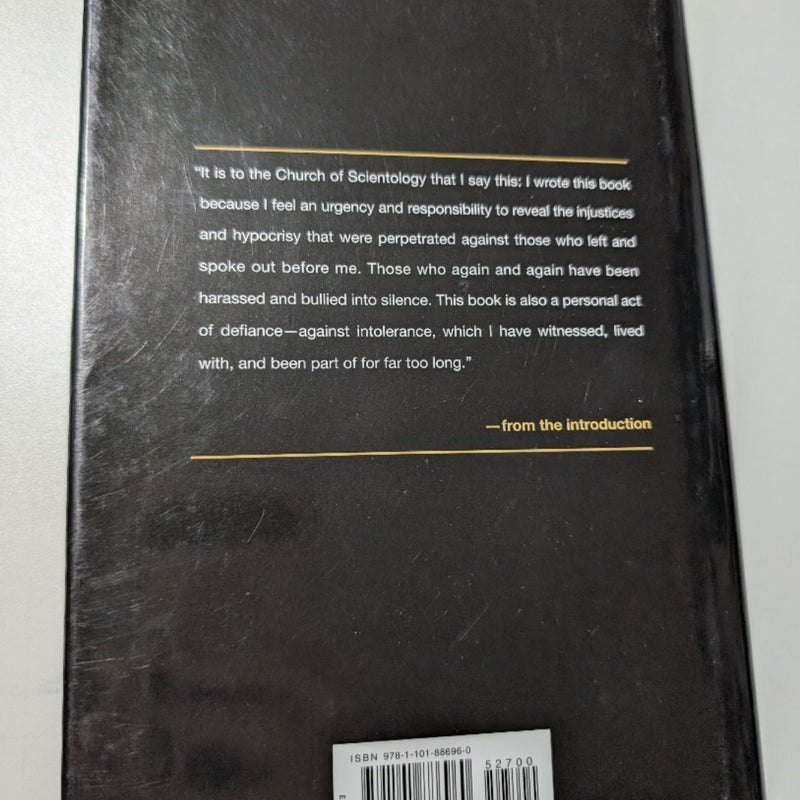 "It is to the Church of Scientology that I say this: I wrote this book
because I feel an urgency and responsibility to reveal the injustices
and hypocrisy that were perpetrated against those who left and
spoke out before me. Those who again and again have been
harassed and bullied into silence. This book is also a personal act
of defiance—against intolerance, which I have witnessed, lived
with, and been part of for far too long."
—from the introduction
ISBN 978-1-101-88696-0
52700